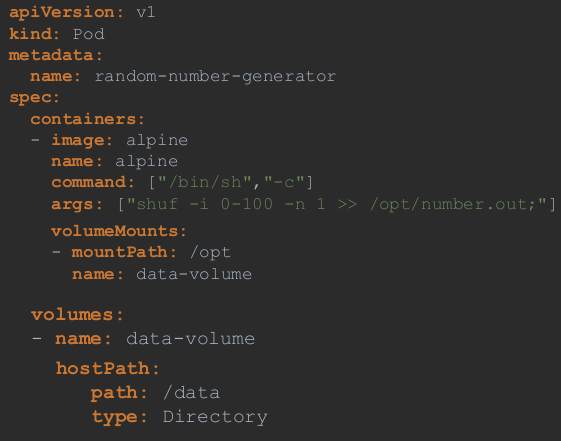 apiVersion: v1
kind: Pod
metadata:
  name: random-number-generator
spec:
  containers:
  - image: alpine
    name: alpine
    command: ["/bin/sh","-c"]
    args: ["shuf -i 0-100 -n 1 >> /opt/number.out;"]
    volumeMounts:
    - mountPath: /opt
      name: data-volume
  volumes:
  - name: data-volume
    hostPath:
       path: /data
       type: Directory